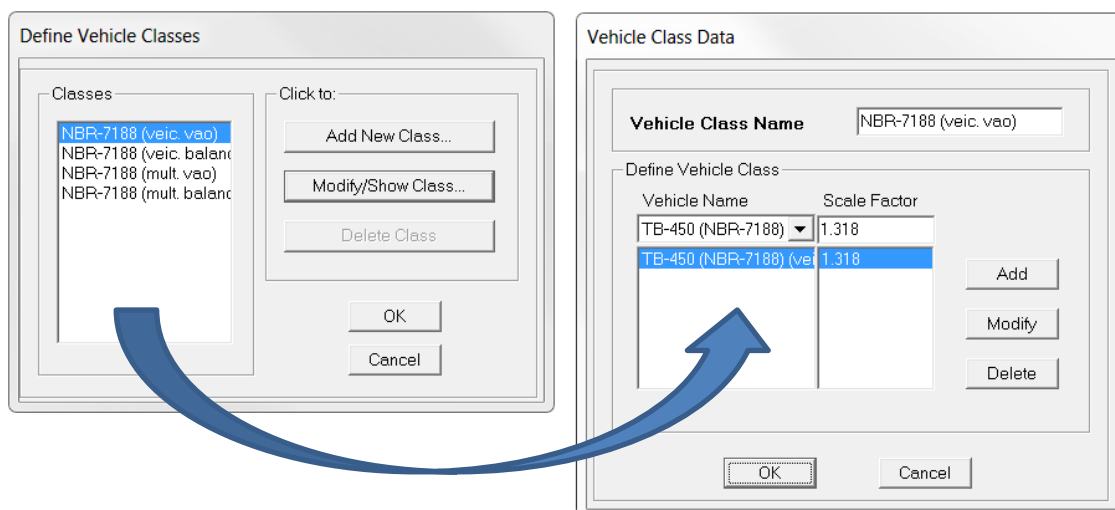 Define Vehicle Classes
Classes
NBR-7188 (veic. vao)
NBR-7188 (veic. balanc
NBR-7188 (mult. vao)
NBR-7188 (mult. balanc
Click to:
Add New Class...
Modify/Show Class...
Delete Class
OK
Cancel
Vehicle Class Data
Vehicle Class Name NBR-7188 (veic. vao)
Define Vehicle Class
Vehicle Name Scale Factor
TB-450 (NBR-7188) 1.318
TB-450 (NBR-7188) (vei 1.318
Add
Modify
Delete
OK Cancel